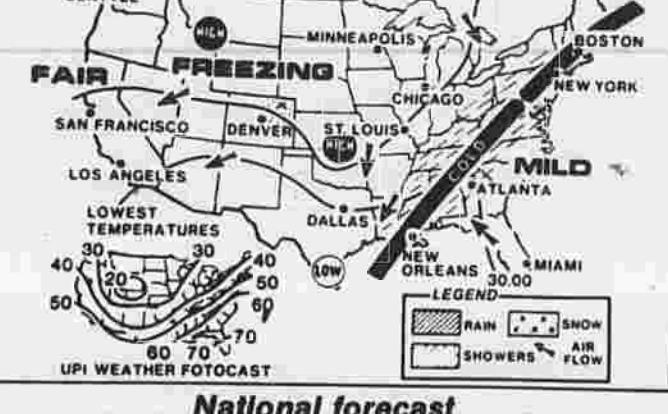 HIGH
MINNEAPOLIS
BOSTON
FAIR
FREEZING
NEW YORK
CHICAGO
SAN FRANCISCO
DENVER
ST. LOUIS
HIGH
COLD
MILD
LOS ANGELES
ATLANTA
LOWEST
TEMPERATURES
DALLAS
30 30
40 40
20
50 50
60
70
60 70
LOW
NEW
ORLEANS
30.00
MIAMI
LEGEND
RAIN
SNOW
SHOWERS
AIR
FLOW
UPI WEATHER FOTOCAST
National forecast